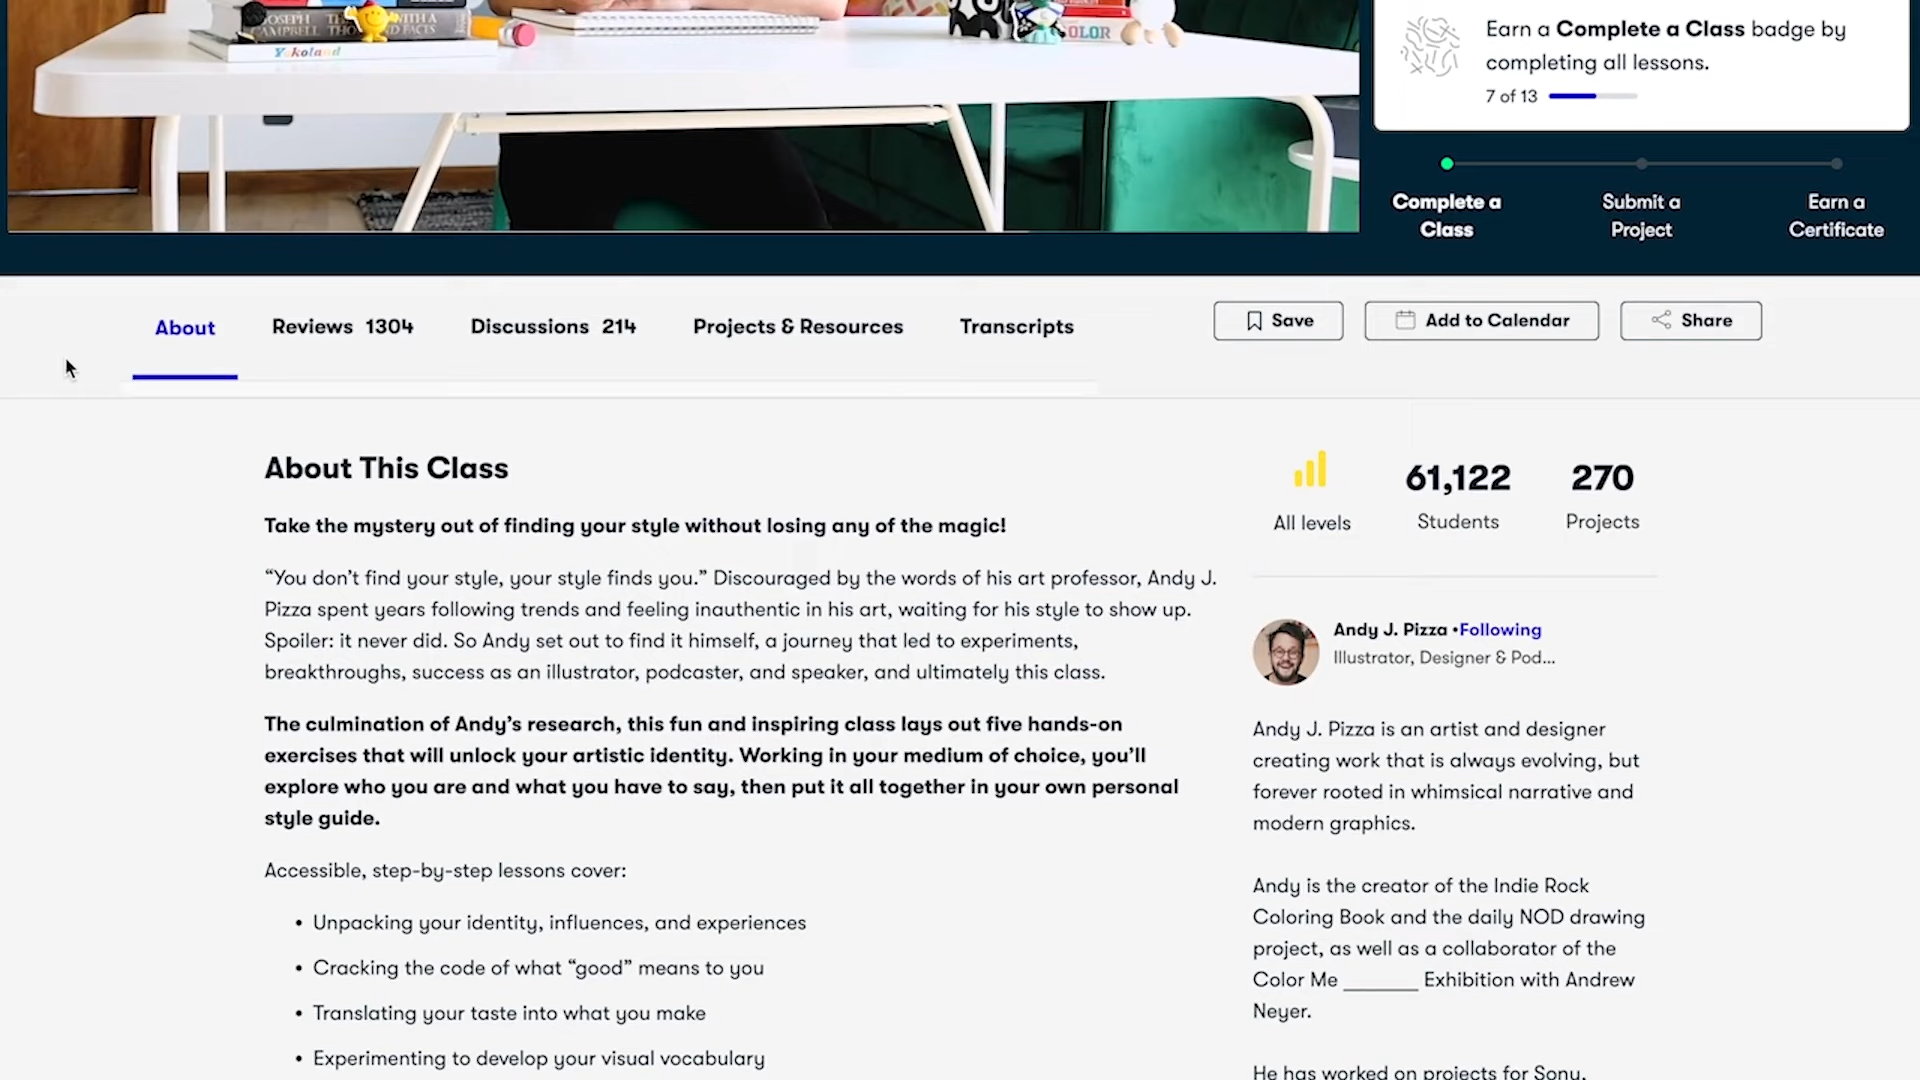 JOSEPH
CAMPBELL
WITH A
Yokoland
OLOR
Earn a Complete a Class badge by
completing all lessons.
7 of 13
Complete a
Class
Submit a
Project
Earn a
Certificate
About
Reviews 1304
Discussions 214
Projects & Resources
Transcripts
Save
Add to Calendar
Share
About This Class
Take the mystery out of finding your style without losing any of the magic!
“You don’t find your style, your style finds you.” Discouraged by the words of his art professor, Andy J.
Pizza spent years following trends and feeling inauthentic in his art, waiting for his style to show up.
Spoiler: it never did. So Andy set out to find it himself, a journey that led to experiments,
breakthroughs, success as an illustrator, podcaster, and speaker, and ultimately this class.
The culmination of Andy’s research, this fun and inspiring class lays out five hands-on
exercises that will unlock your artistic identity. Working in your medium of choice, you’ll
explore who you are and what you have to say, then put it all together in your own personal
style guide.
Accessible, step-by-step lessons cover:
• Unpacking your identity, influences, and experiences
• Cracking the code of what “good” means to you
• Translating your taste into what you make
• Experimenting to develop your visual vocabulary
All levels
61,122
Students
270
Projects
Andy J. Pizza •Following
Illustrator, Designer & Pod...
Andy J. Pizza is an artist and designer
creating work that is always evolving, but
forever rooted in whimsical narrative and
modern graphics.
Andy is the creator of the Indie Rock
Coloring Book and the daily NOD drawing
project, as well as a collaborator of the
Color Me _______ Exhibition with Andrew
Neyer.
He has worked on projects for Sony,